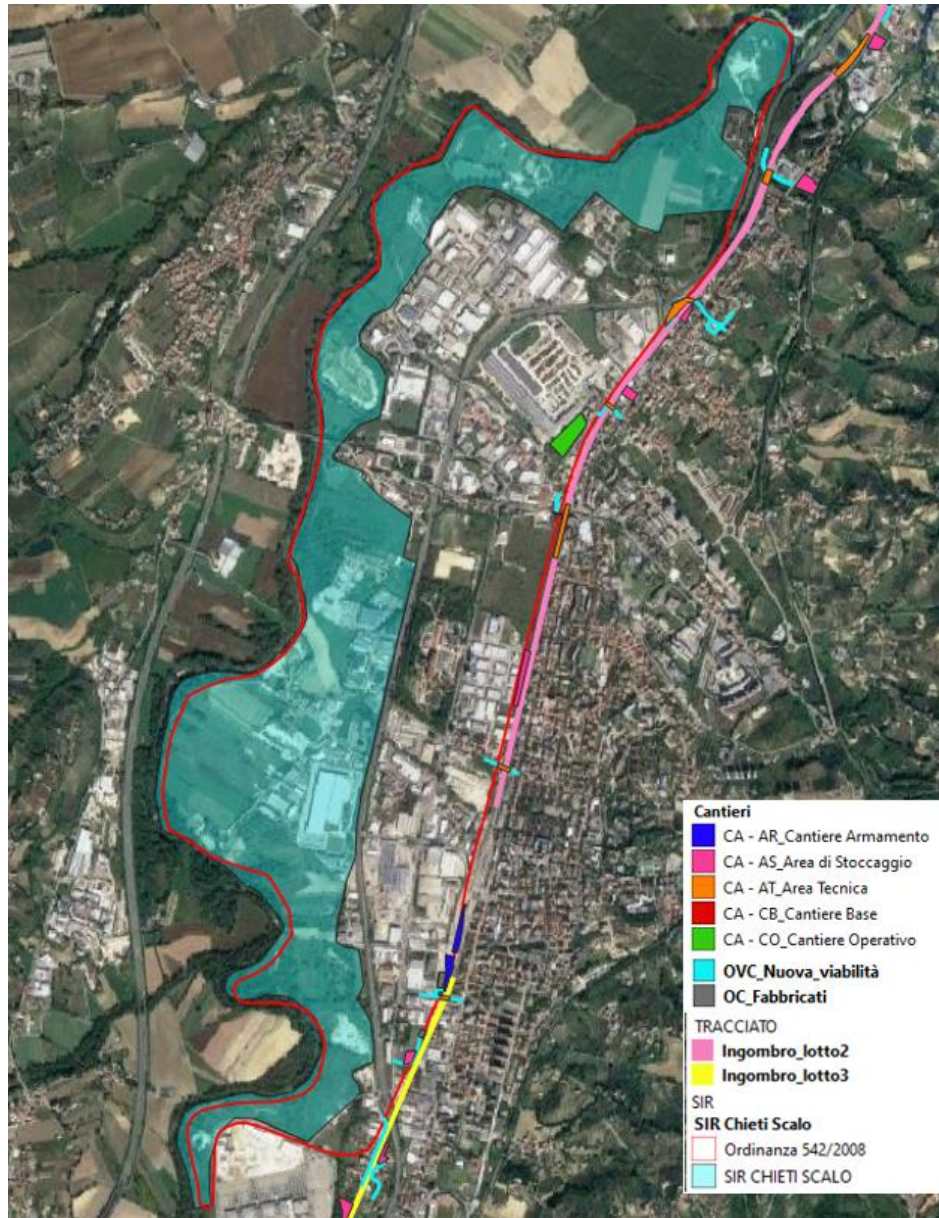 Cantieri
CA - AR_Cantiere Armamento
CA - AS_Area di Stoccaggio
CA - AT_Area Tecnica
CA - CB_Cantiere Base
CA - CO_Cantiere Operativo
OVC_Nuova_viabilità
OC_Fabbricati
TRACCIATO
Ingombro_lotto2
Ingombro_lotto3
SIR
SIR Chieti Scalo
Ordinanza 542/2008
SIR CHIETI SCALO